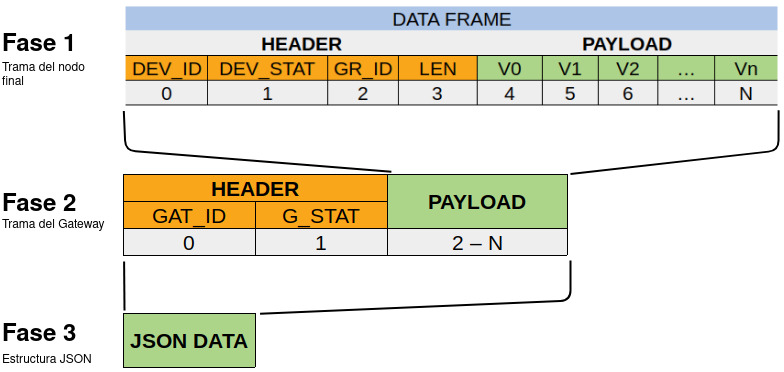 DATA FRAME
Fase 1
HEADER PAYLOAD
Trama del nodo
final
DEV_ID DEV_STAT GR_ID LEN V0 V1 V2 ... Vn
0 1 2 3 4 5 6 ... N
Fase 2
Trama del Gateway
HEADER
PAYLOAD
GAT_ID G_STAT
0 1 2 – N
Fase 3
Estructura JSON
JSON DATA